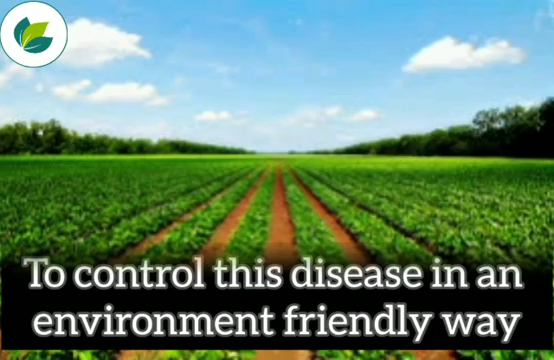 To control this disease in an
environment friendly way